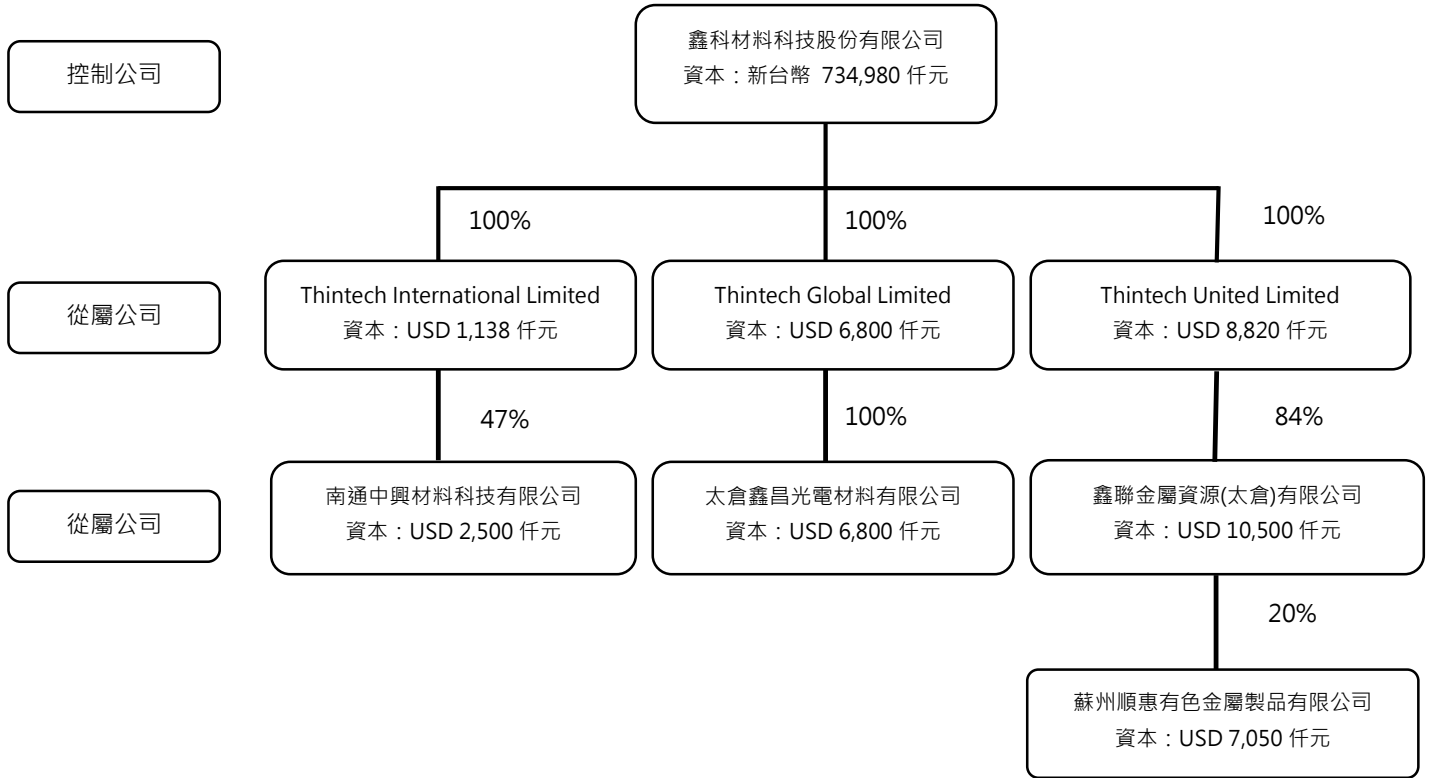 控制公司
鑫科材料科技股份有限公司
資本：新台幣 734,980 仟元
100%
100%
100%
從屬公司
Thintech International Limited
資本：USD 1,138 仟元
Thintech Global Limited
資本：USD 6,800 仟元
Thintech United Limited
資本：USD 8,820 仟元
47%
100%
84%
從屬公司
南通中興材料科技有限公司
資本：USD 2,500 仟元
太倉鑫昌光電材料有限公司
資本：USD 6,800 仟元
鑫聯金屬資源(太倉)有限公司
資本：USD 10,500 仟元
20%
蘇州順惠有色金屬製品有限公司
資本：USD 7,050 仟元